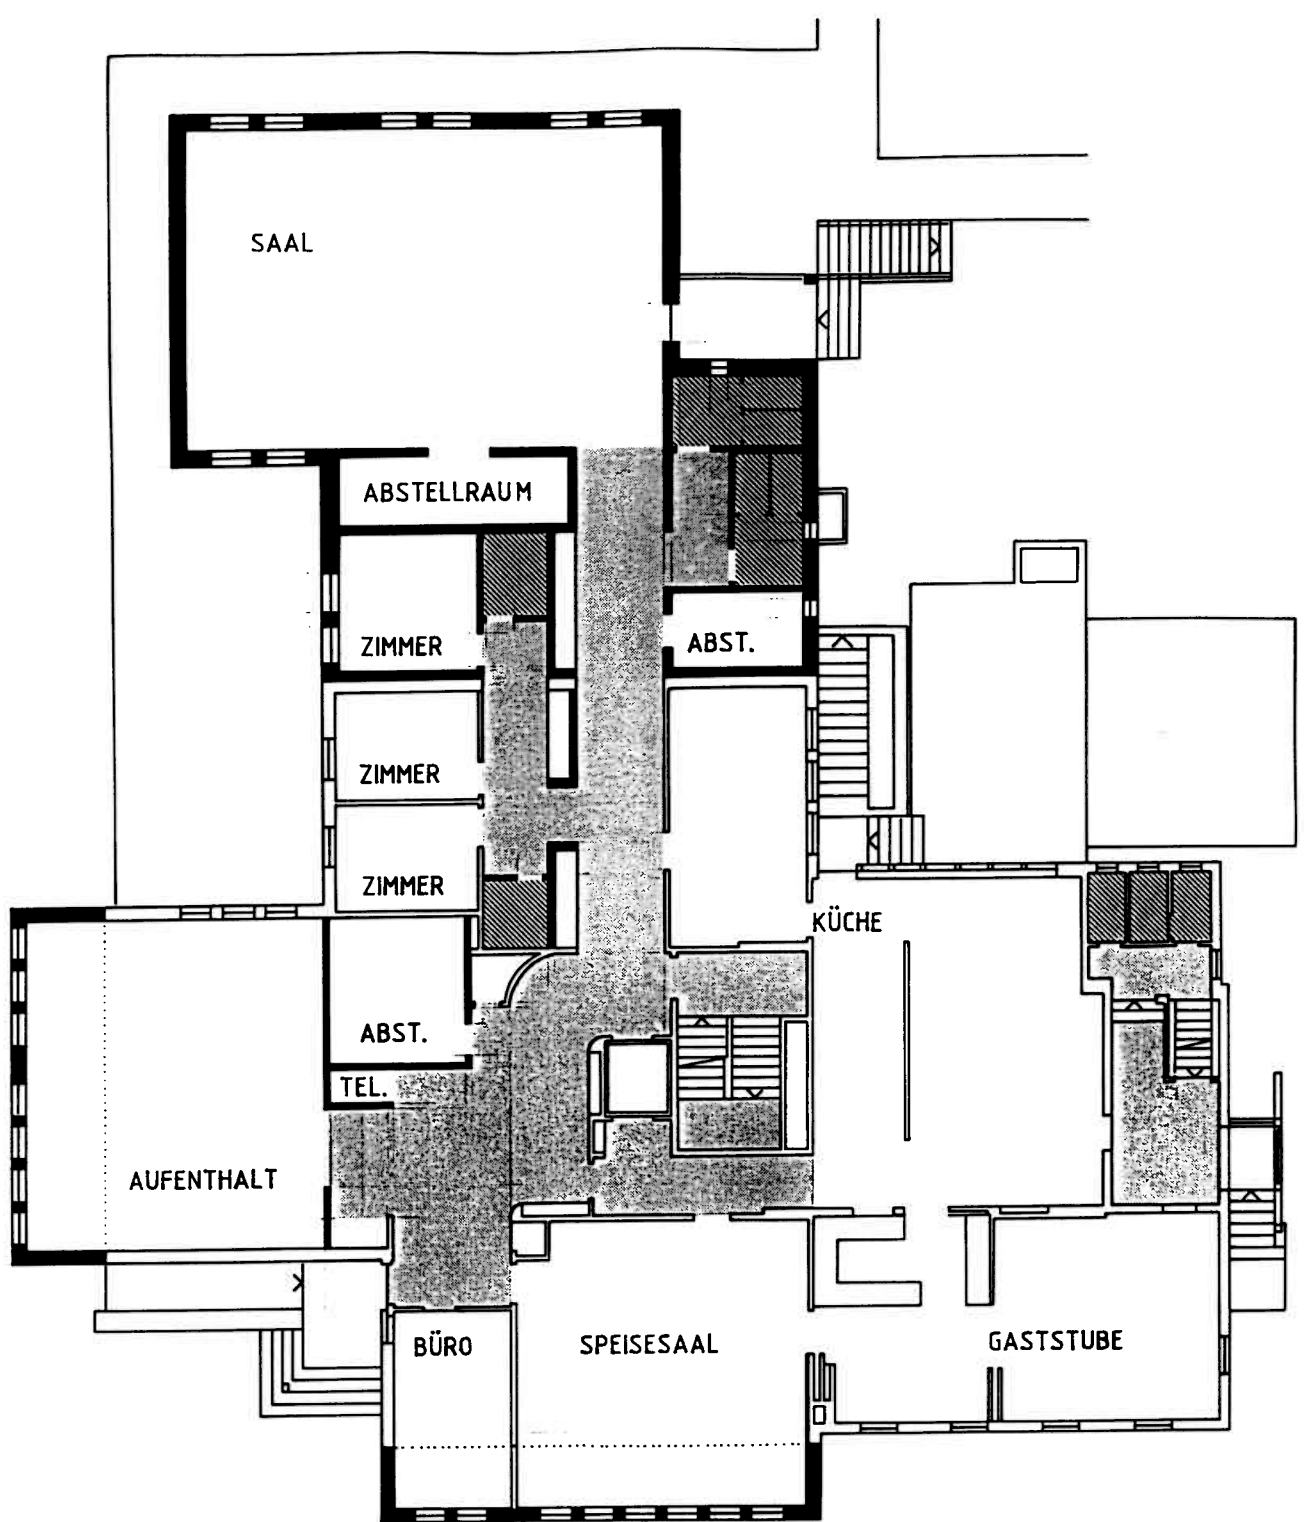 SAAL
ABSTELLRAUM
ZIMMER
ABST.
ZIMMER
ZIMMER
KÜCHE
ABST.
TEL.
AUFENTHALT
BÜRO
SPEISESAAL
GASTSTUBE